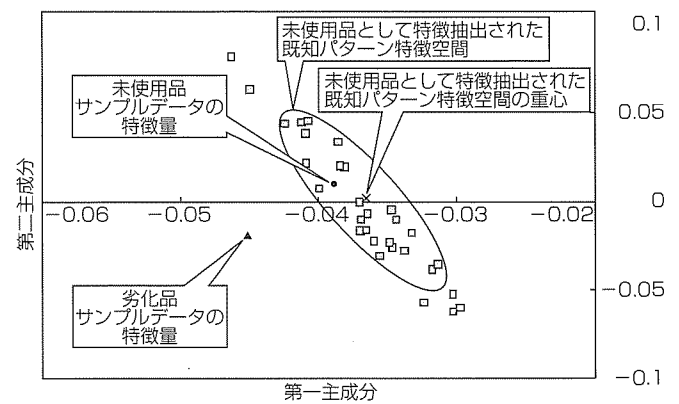 未使用品として特徴抽出された
既知パターン特徴空間
未使用品として特徴抽出された
既知パターン特徴空間の重心
未使用品
サンプルデータの
特徴量
劣化品
サンプルデータの
特徴量
第二主成分
0.1
0.05
0
−0.05
−0.1
−0.06
−0.05
−0.04
−0.03
−0.02
第一主成分